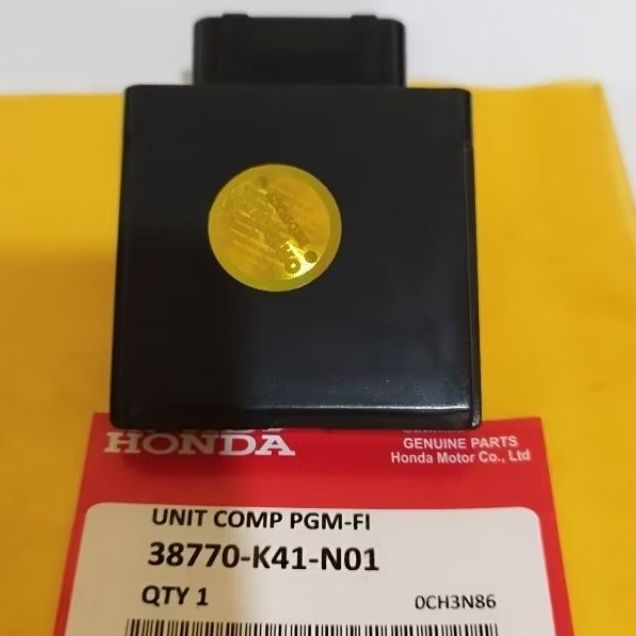 HONDA
GENUINE PARTS
Honda Motor Co., Ltd
UNIT COMP PGM-FI
38770-K41-N01
QTY 1
0CH3N86